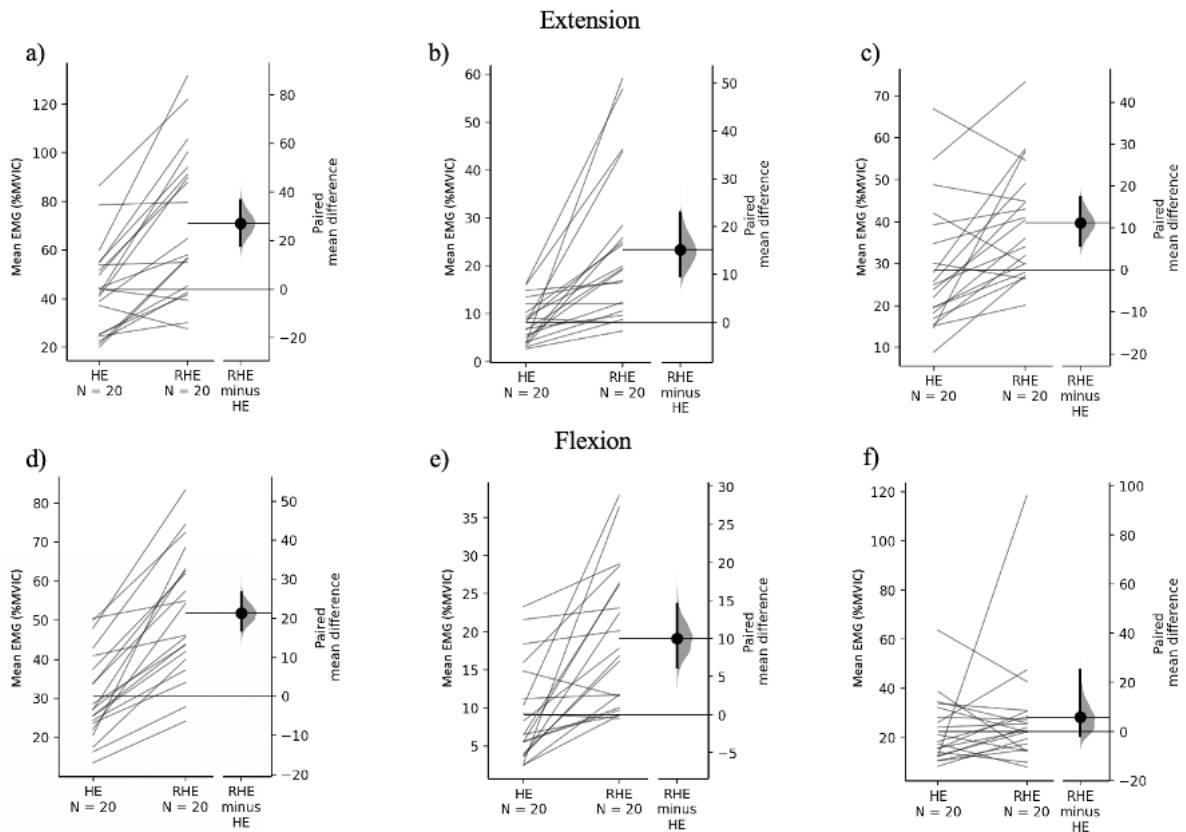 Extension
a)
Mean EMG (%MVIC)
120
100
80
60
40
20
80
60
40
20
0
−20
Paired
mean difference
HE
N = 20
RHE
N = 20
RHE
minus
HE
b)
Mean EMG (%MVIC)
60
50
40
30
20
10
0
50
40
30
20
10
0
Paired
mean difference
HE
N = 20
RHE
N = 20
RHE
minus
HE
c)
Mean EMG (%MVIC)
70
60
50
40
30
20
10
40
30
20
10
0
−10
−20
Paired
mean difference
HE
N = 20
RHE
N = 20
RHE
minus
HE
Flexion
d)
Mean EMG (%MVIC)
80
70
60
50
40
30
20
50
40
30
20
10
0
−10
−20
Paired
mean difference
HE
N = 20
RHE
N = 20
RHE
minus
HE
e)
Mean EMG (%MVIC)
35
30
25
20
15
10
5
30
25
20
15
10
5
0
−5
Paired
mean difference
HE
N = 20
RHE
N = 20
RHE
minus
HE
f)
Mean EMG (%MVIC)
120
100
80
60
40
20
100
80
60
40
20
0
−20
Paired
mean difference
HE
N = 20
RHE
N = 20
RHE
minus
HE